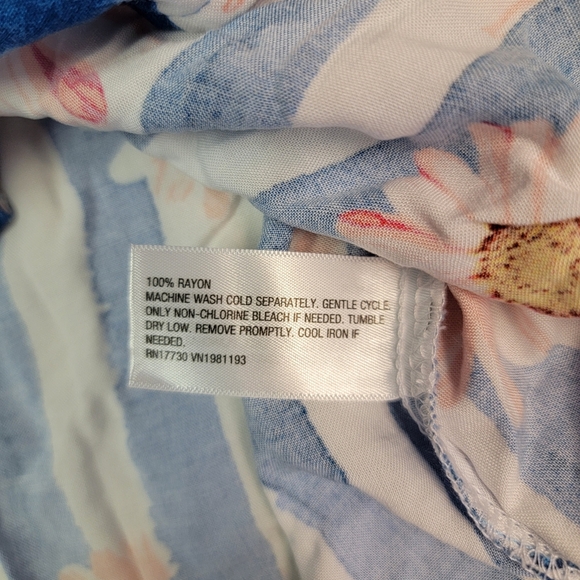 100% RAYON
MACHINE WASH COLD SEPARATELY. GENTLE CYCLE.
ONLY NON-CHLORINE BLEACH IF NEEDED. TUMBLE
DRY LOW. REMOVE PROMPTLY. COOL IRON IF
NEEDED.
RN17730 VN1981193